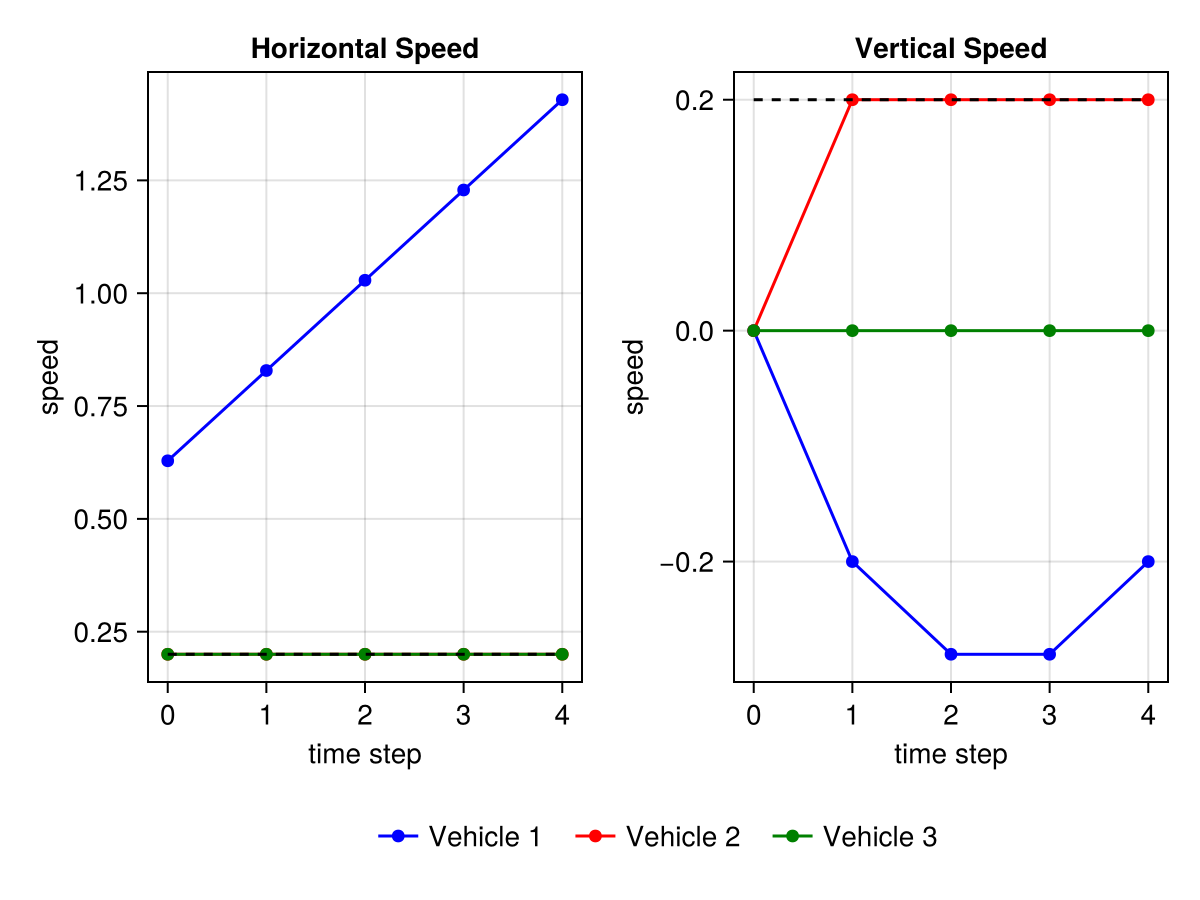 Horizontal Speed
speed
1.25
1.00
0.75
0.50
0.25
0 1 2 3 4
time step
Vertical Speed
speed
0.2
0.0
−0.2
0 1 2 3 4
time step
Vehicle 1 Vehicle 2 Vehicle 3